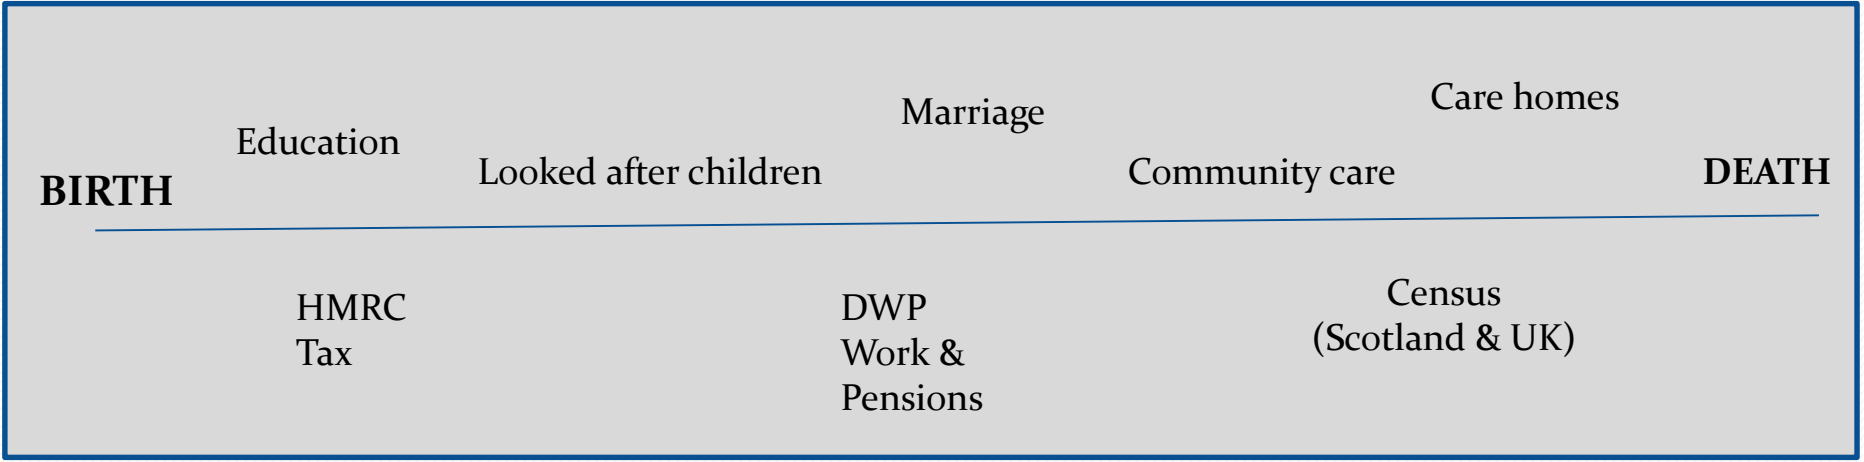 BIRTH
Education
Looked after children
Marriage
Community care
Care homes
DEATH
HMRC
Tax
DWP
Work &
Pensions
Census
(Scotland & UK)